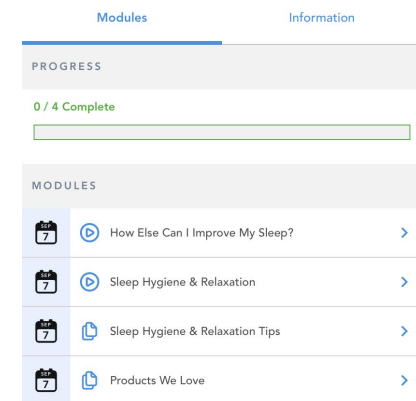 Modules
Information
PROGRESS
0 / 4 Complete
MODULES
SEP
7
How Else Can I Improve My Sleep?
SEP
7
Sleep Hygiene & Relaxation
SEP
7
Sleep Hygiene & Relaxation Tips
SEP
7
Products We Love